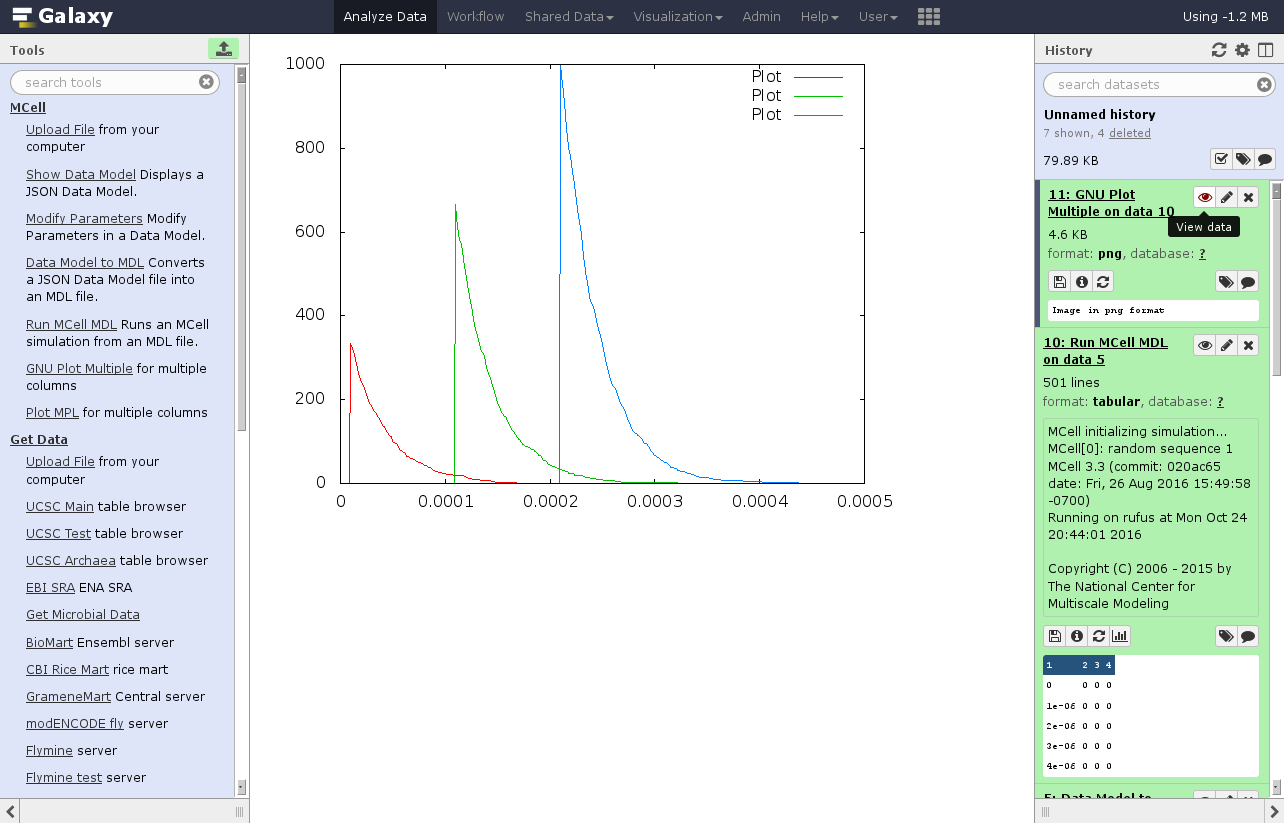 Galaxy
Analyze Data
Workflow
Shared Data
Visualization
Admin
Help
User
Using -1.2 MB
Tools
search tools
MCell
Upload File from your
computer
Show Data Model Displays a
JSON Data Model.
Modify Parameters Modify
Parameters in a Data Model.
Data Model to MDL Converts
a JSON Data Model file into
an MDL file.
Run MCell MDL Runs an MCell
simulation from an MDL file.
GNU Plot Multiple for multiple
columns
Plot MPL for multiple columns
Get Data
Upload File from your
computer
UCSC Main table browser
UCSC Test table browser
UCSC Archaea table browser
EBI SRA ENA SRA
Get Microbial Data
BioMart Ensembl server
CBI Rice Mart rice mart
GrameneMart Central server
modENCODE fly server
Flymine server
Flymine test server
1000
800
600
400
200
0
0 0.0001 0.0002 0.0003 0.0004 0.0005
Plot
Plot
Plot
History
search datasets
Unnamed history
7 shown, 4 deleted
79.89 KB
11: GNU Plot
Multiple on data 10
View data
4.6 KB
format: png, database: ?
Image in png format
10: Run MCell MDL
on data 5
501 lines
format: tabular, database: ?
MCell initializing simulation...
MCell[0]: random sequence 1
MCell 3.3 (commit: 020ac65
date: Fri, 26 Aug 2016 15:49:58
-0700)
Running on rufus at Mon Oct 24
20:44:01 2016
Copyright (C) 2006 - 2015 by
The National Center for
Multiscale Modeling
1 2 3 4
0 0 0 0
1e-06 0 0 0
2e-06 0 0 0
3e-06 0 0 0
4e-06 0 0 0
5: Data Model to